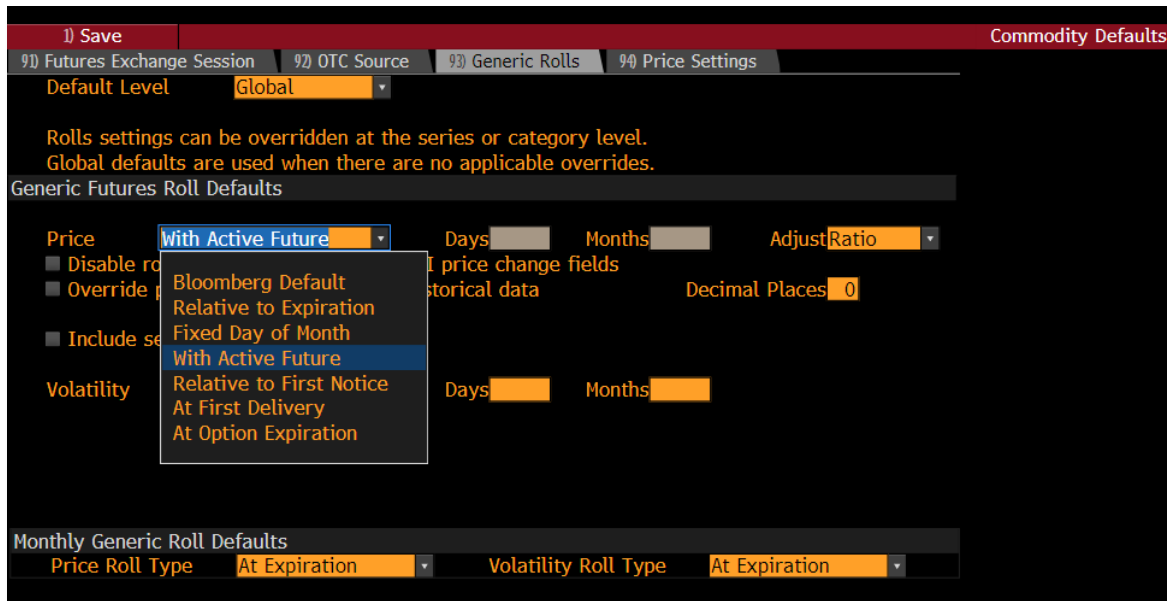 1) Save Commodity Defaults
91) Futures Exchange Session 92) OTC Source 93) Generic Rolls 94) Price Settings
Default Level Global
Rolls settings can be overridden at the series or category level.
Global defaults are used when there are no applicable overrides.
Generic Futures Roll Defaults
Price With Active Future Days Months Adjust Ratio
Disable ro I price change fields
Bloomberg Default
Override p storical data Decimal Places 0
Relative to Expiration
Fixed Day of Month
Include se
With Active Future
Volatility Relative to First Notice Days Months
At First Delivery
At Option Expiration
Monthly Generic Roll Defaults
Price Roll Type At Expiration Volatility Roll Type At Expiration